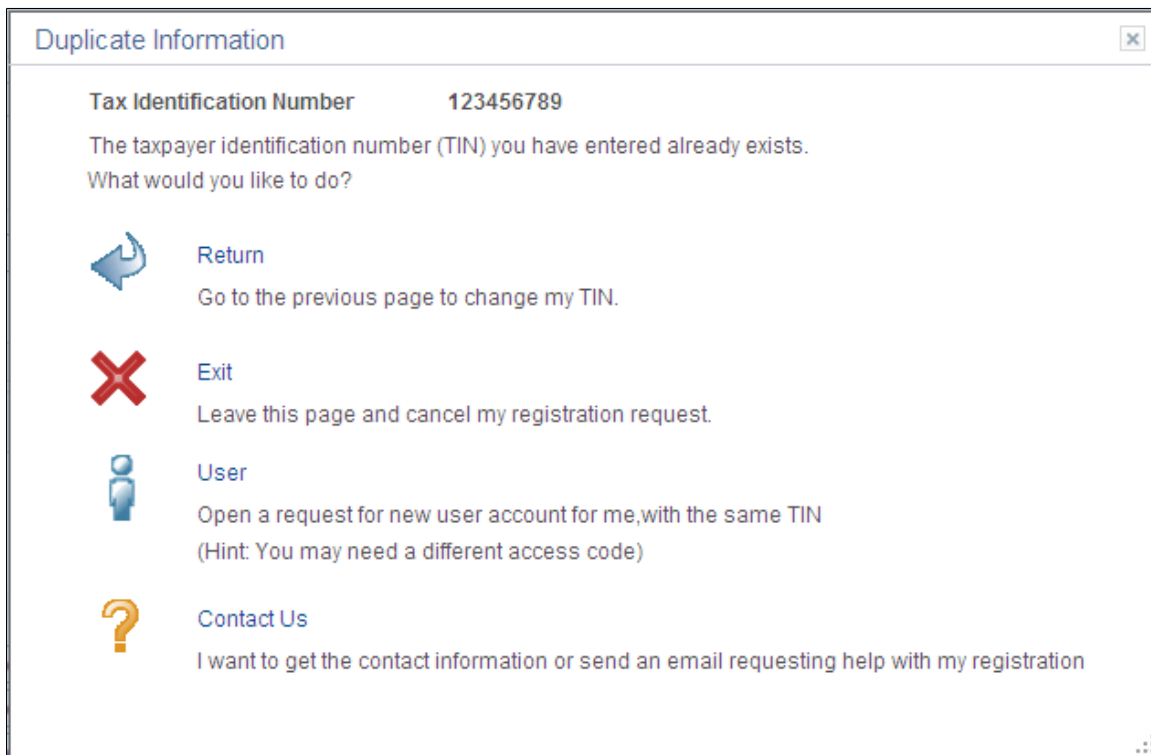 Duplicate Information
Tax Identification Number 123456789
The taxpayer identification number (TIN) you have entered already exists.
What would you like to do?
Return
Go to the previous page to change my TIN.
Exit
Leave this page and cancel my registration request.
User
Open a request for new user account for me,with the same TIN
(Hint: You may need a different access code)
Contact Us
I want to get the contact information or send an email requesting help with my registration